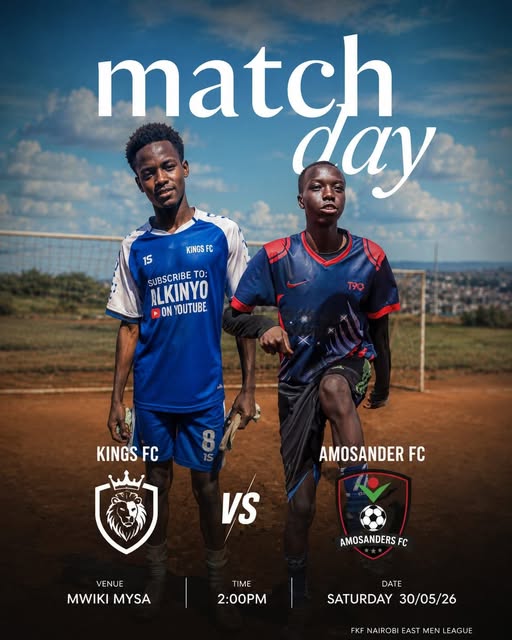 match
day
15
KINGS FC
SUBSCRIBE TO:
ALKINYO
ON YOUTUBE
T90
8
15
KINGS FC
AMOSANDER FC
VS
AMOSANDERS FC
VENUE
MWIKI MYSA
TIME
2:00PM
DATE
SATURDAY 30/05/26
FKF NAIROBI EAST MEN LEAGUE